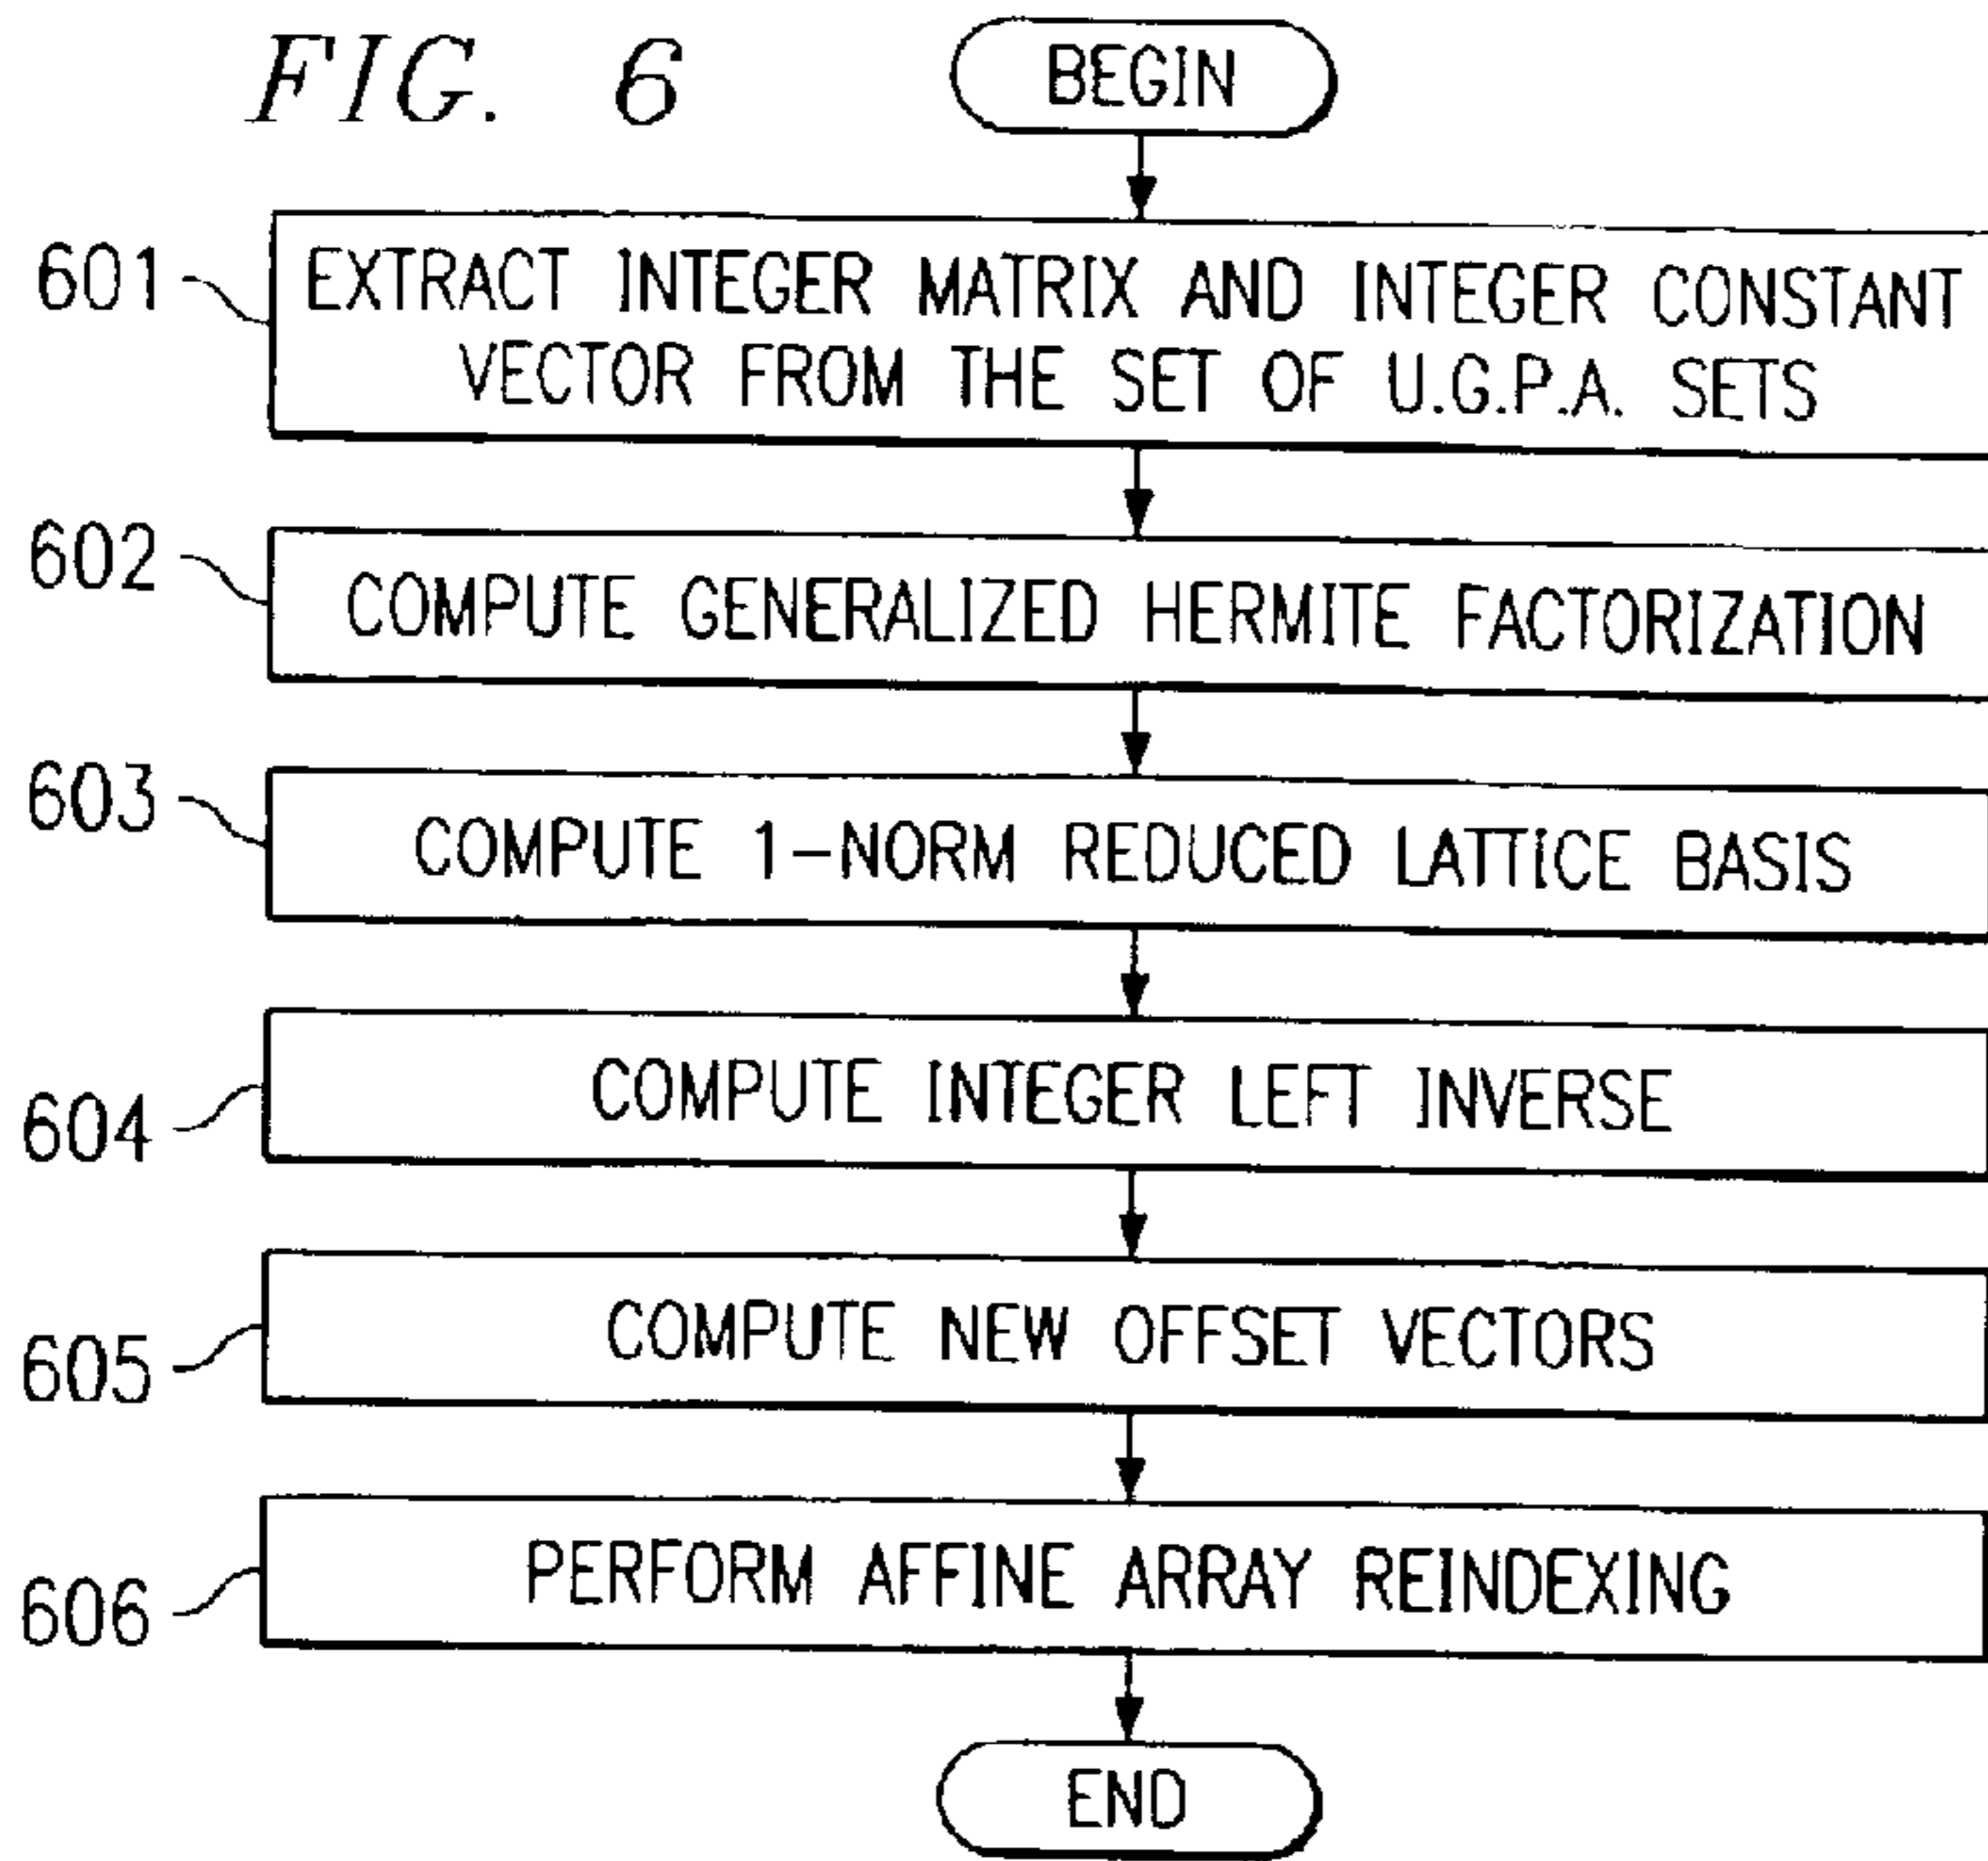 FIG. 6
BEGIN
601
EXTRACT INTEGER MATRIX AND INTEGER CONSTANT
VECTOR FROM THE SET OF U.G.P.A. SETS
602
COMPUTE GENERALIZED HERMITE FACTORIZATION
603
COMPUTE 1-NORM REDUCED LATTICE BASIS
604
COMPUTE INTEGER LEFT INVERSE
605
COMPUTE NEW OFFSET VECTORS
606
PERFORM AFFINE ARRAY REINDEXING
END